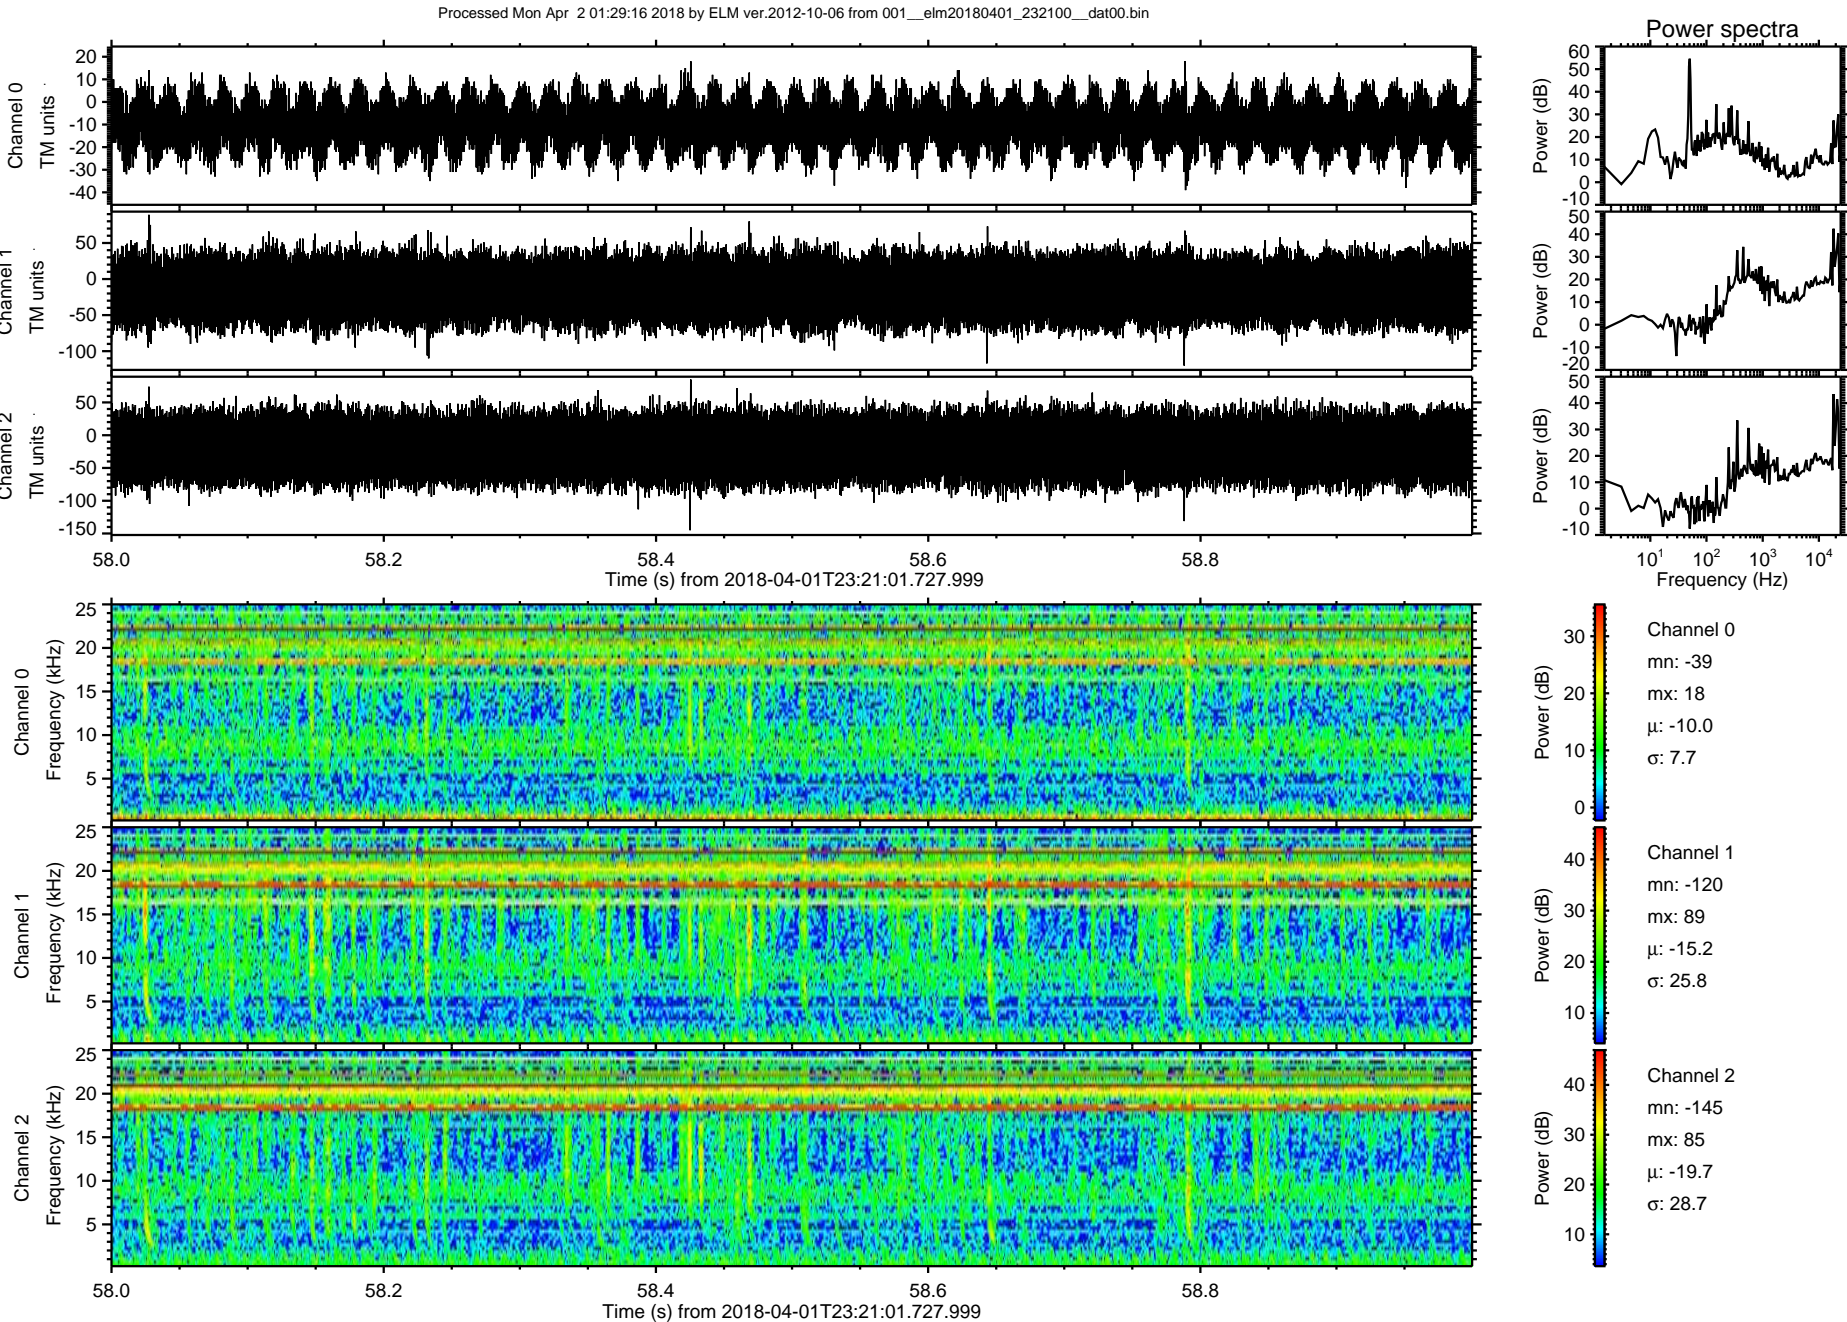 Processed Mon Apr  2 01:29:16 2018 by ELM ver.2012-10-06 from 001__elm20180401_232100__dat00.bin
Power spectra
Channel 0
TM units
20
10
0
-10
-20
-30
-40
Power (dB)
60
50
40
30
20
10
0
-10
Channel 1
TM units
50
0
-50
-100
Power (dB)
50
40
30
20
10
0
-10
-20
Channel 2
TM units
50
0
-50
-100
-150
Power (dB)
50
40
30
20
10
0
-10
58.0 58.2 58.4 58.6 58.8
Time (s) from 2018-04-01T23:21:01.727.999
10¹ 10² 10³ 10⁴
Frequency (Hz)
Channel 0
Frequency (kHz)
25
20
15
10
5
Power (dB)
30
20
10
0
Channel 0
mn: -39
mx: 18
µ: -10.0
σ: 7.7
Channel 1
Frequency (kHz)
25
20
15
10
5
Power (dB)
40
30
20
10
Channel 1
mn: -120
mx: 89
µ: -15.2
σ: 25.8
Channel 2
Frequency (kHz)
25
20
15
10
5
Power (dB)
40
30
20
10
Channel 2
mn: -145
mx: 85
µ: -19.7
σ: 28.7
58.0 58.2 58.4 58.6 58.8
Time (s) from 2018-04-01T23:21:01.727.999